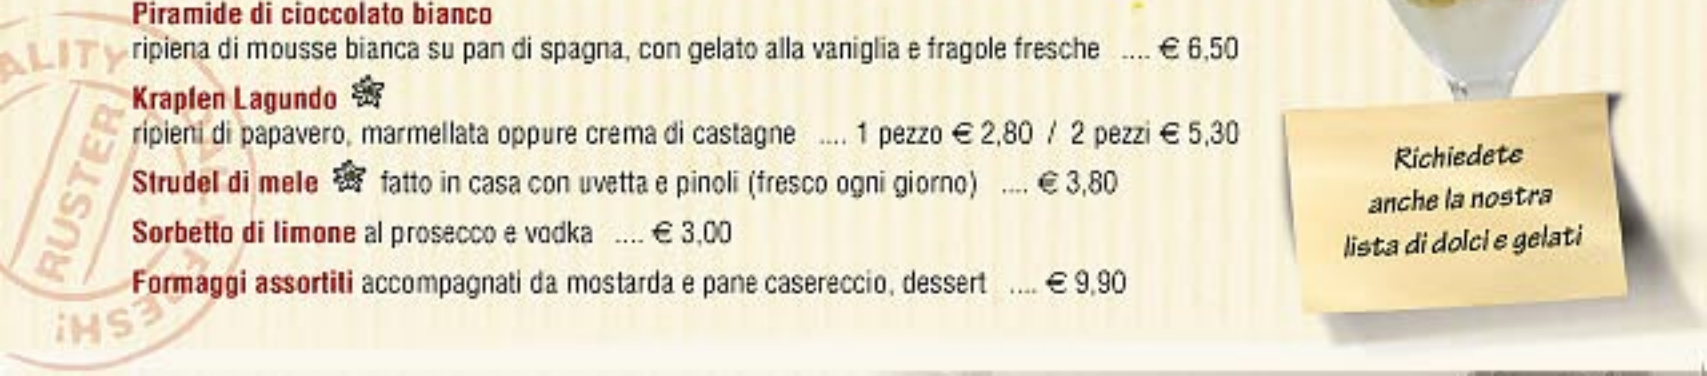 Piramide di cioccolato bianco
ripiena di mousse bianca su pan di spagna, con gelato alla vaniglia e fragole fresche .... € 6,50
Krapfen Lagundo
ripieni di papavero, marmellata oppure crema di castagne .... 1 pezzo € 2,80 / 2 pezzi € 5,30
Strudel di mele fatto in casa con uvetta e pinoli (fresco ogni giorno) .... € 3,80
Sorbetto di limone al prosecco e vodka .... € 3,00
Formaggi assortiti accompagnati da mostarda e pane casereccio, dessert .... € 9,90
Richiedete
anche la nostra
lista di dolci e gelati
RUSTER